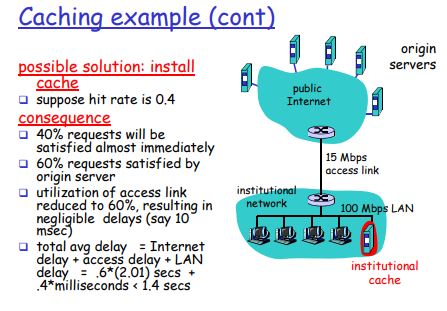 Caching example (cont)
possible solution: install
cache
suppose hit rate is 0.4
consequence
40% requests will be
satisfied almost immediately
60% requests satisfied by
origin server
utilization of access link
reduced to 60%, resulting in
negligible delays (say 10
msec)
total avg delay = Internet
delay + access delay + LAN
delay = .6*(2.01) secs +
.4*milliseconds < 1.4 secs
origin
servers
public
Internet
15 Mbps
access link
institutional
network
100 Mbps LAN
institutional
cache